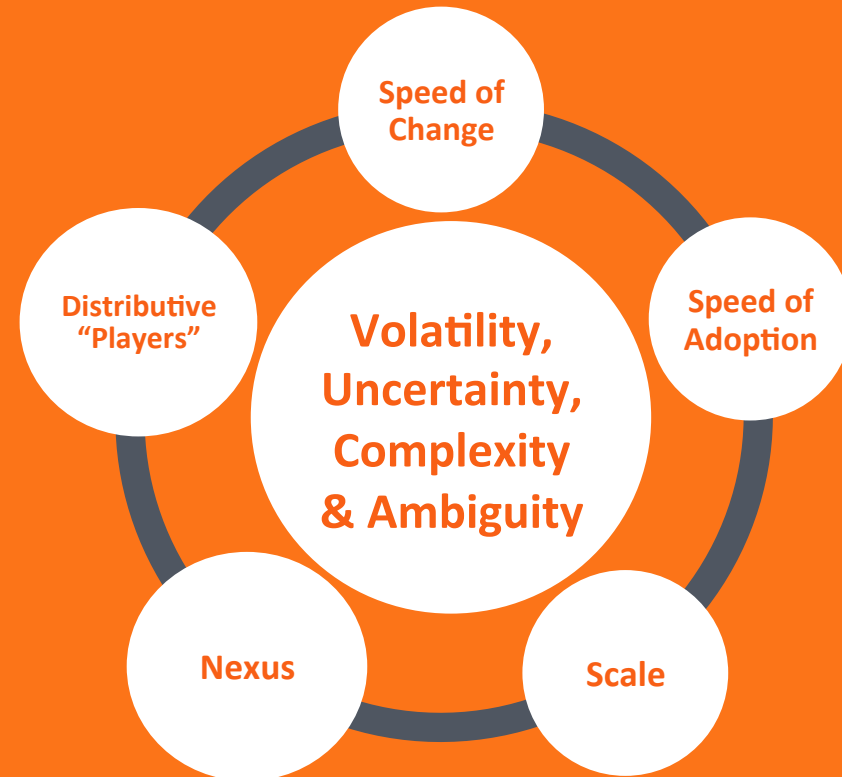 Speed of
Change
Speed of
Adoption
Distributive
“Players”
Volatility,
Uncertainty,
Complexity
& Ambiguity
Nexus
Scale